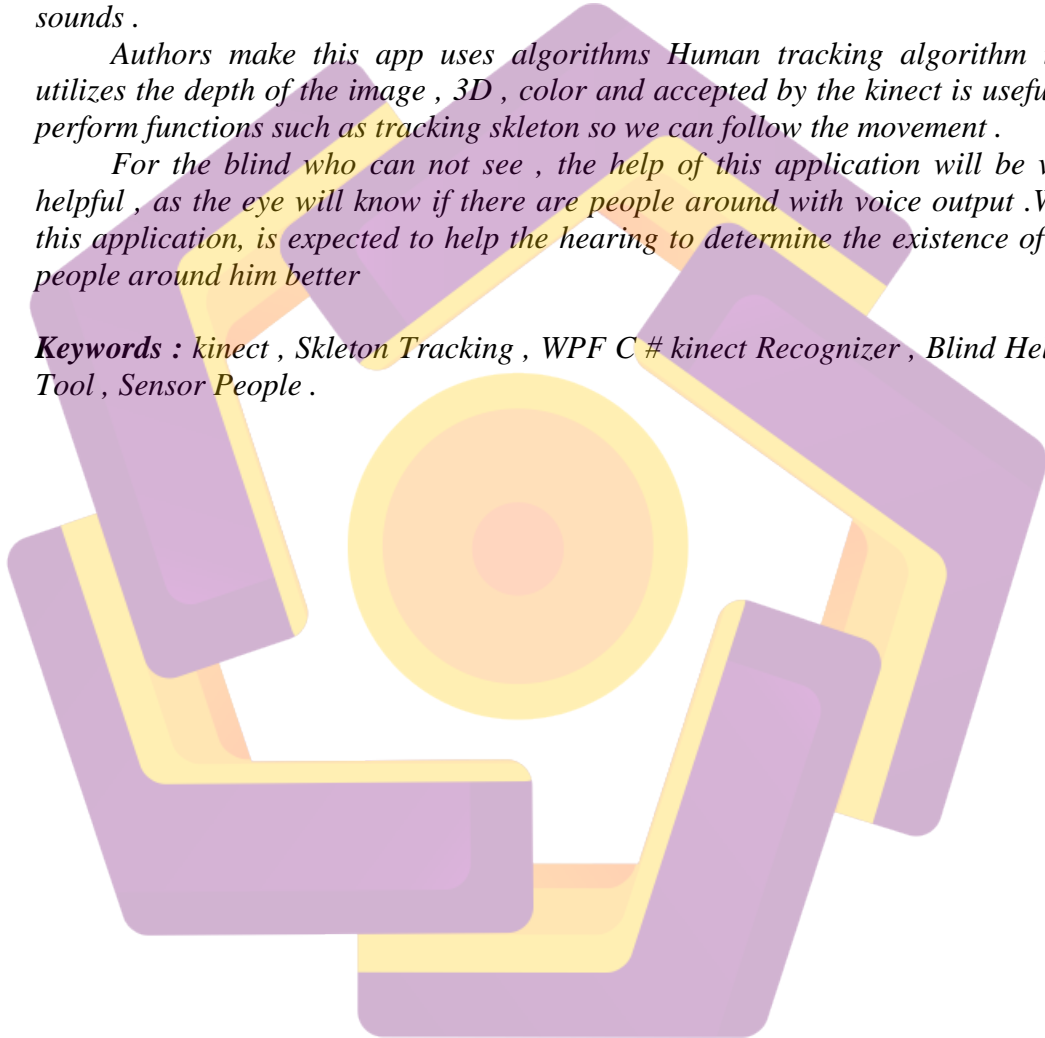 sounds .
Authors make this app uses algorithms Human tracking algorithm
utilizes the depth of the image , 3D , color and accepted by the kinect is
perform functions such as tracking skleton so we can follow the movement .
For the blind who can not see , the help of this application will be
helpful , as the eye will know if there are people around with voice output .
this application, is expected to help the hearing to determine the existence of
people around him better
Keywords : kinect , Skleton Tracking , WPF C # kinect Recognizer , Blind
Tool , Sensor People .